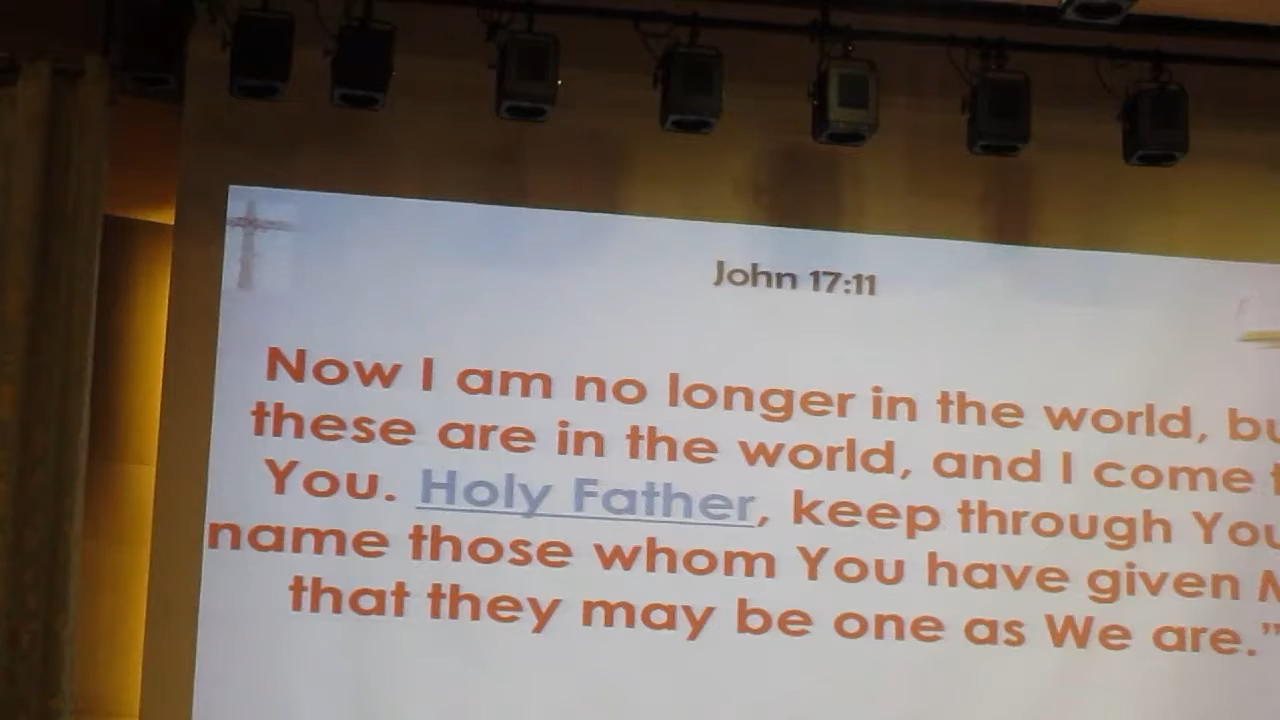 John 17:11
Now I am no longer in the world,
these are in the world, and I come
You. Holy Father, keep through
name those whom You have given
that they may be one as We are.”